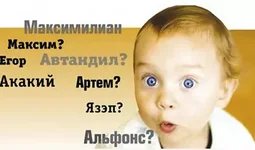 Максимилиан
Максим?
Егор Автандил?
Акакий Артем?
Язэп?
Альфонс?